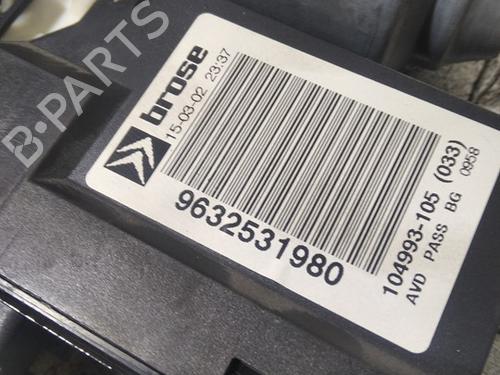 brose
15-03-02 23:37
9632531980
104993-105 (033)
AVD PASS BG 0958
B-PARTS